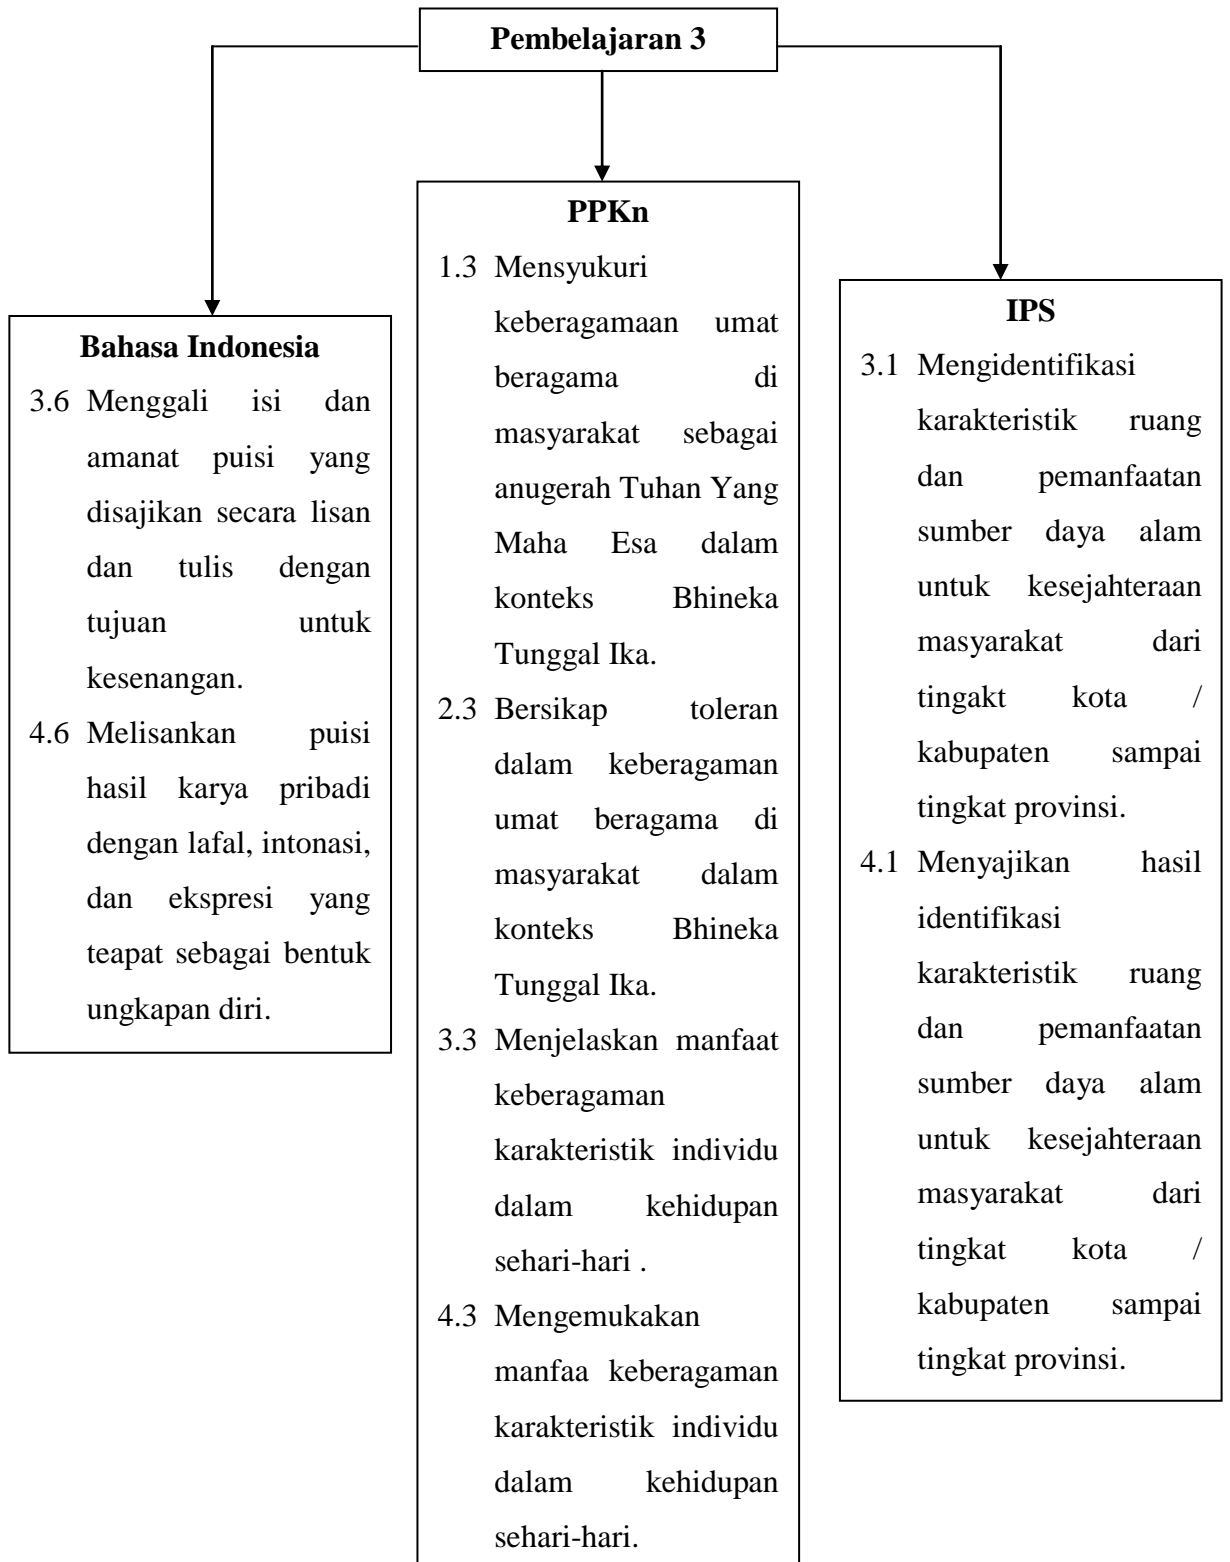 Pembelajaran 3
Bahasa Indonesia
3.6 Menggali isi dan
amanat puisi yang
disajikan secara lisan
dan tulis dengan
tujuan untuk
kesenangan.
4.6 Melisankan puisi
hasil karya pribadi
dengan lafal, intonasi,
dan ekspresi yang
teapat sebagai bentuk
ungkapan diri.
PPKn
1.3 Mensyukuri
keberagamaan umat
beragama di
masyarakat sebagai
anugerah Tuhan Yang
Maha Esa dalam
konteks Bhineka
Tunggal Ika.
2.3 Bersikap toleran
dalam keberagaman
umat beragama di
masyarakat dalam
konteks Bhineka
Tunggal Ika.
3.3 Menjelaskan manfaat
keberagaman
karakteristik individu
dalam kehidupan
sehari-hari .
4.3 Mengemukakan
manfaa keberagaman
karakteristik individu
dalam kehidupan
sehari-hari.
IPS
3.1 Mengidentifikasi
karakteristik ruang
dan pemanfaatan
sumber daya alam
untuk kesejahteraan
masyarakat dari
tingakt kota /
kabupaten sampai
tingkat provinsi.
4.1 Menyajikan hasil
identifikasi
karakteristik ruang
dan pemanfaatan
sumber daya alam
untuk kesejahteraan
masyarakat dari
tingkat kota /
kabupaten sampai
tingkat provinsi.